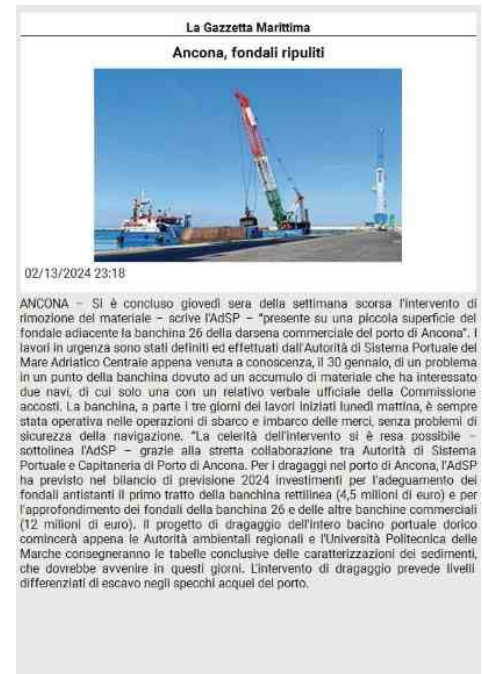 La Gazzetta Marittima
Ancona, fondali ripuliti
02/13/2024 23:18
ANCONA – Si è concluso giovedì sera della settimana scorsa l'intervento di
rimozione del materiale – scrive l'AdSP – "presente su una piccola superficie del
fondale adiacente la banchina 26 della darsena commerciale del porto di Ancona". I
lavori in urgenza sono stati definiti ed effettuati dall'Autorità di Sistema Portuale del
Mare Adriatico Centrale appena venuta a conoscenza, il 30 gennaio, di un problema
in un punto della banchina dovuto ad un accumulo di materiale che ha interessato
due navi, di cui solo una con un relativo verbale ufficiale della Commissione
accosti. La banchina, a parte i tre giorni dei lavori iniziati lunedì mattina, è sempre
stata operativa nelle operazioni di sbarco e imbarco delle merci, senza problemi di
sicurezza della navigazione. "La celerità dell'intervento si è resa possibile –
sottolinea l'AdSP – grazie alla stretta collaborazione tra Autorità di Sistema
Portuale e Capitaneria di Porto di Ancona. Per i dragaggi nel porto di Ancona, l'AdSP
ha previsto nel bilancio di previsione 2024 investimenti per l'adeguamento dei
fondali antistanti il primo tratto della banchina rettilinea (4,5 milioni di euro) e per
l'approfondimento dei fondali della banchina 26 e delle altre banchine commerciali
(12 milioni di euro). Il progetto di dragaggio dell'intero bacino portuale dorico
comincerà appena le Autorità ambientali regionali e l'Università Politecnica delle
Marche consegneranno le tabelle conclusive delle caratterizzazioni dei sedimenti,
che dovrebbe avvenire in questi giorni. L'intervento di dragaggio prevede livelli
differenziati di escavo negli specchi acquei del porto.